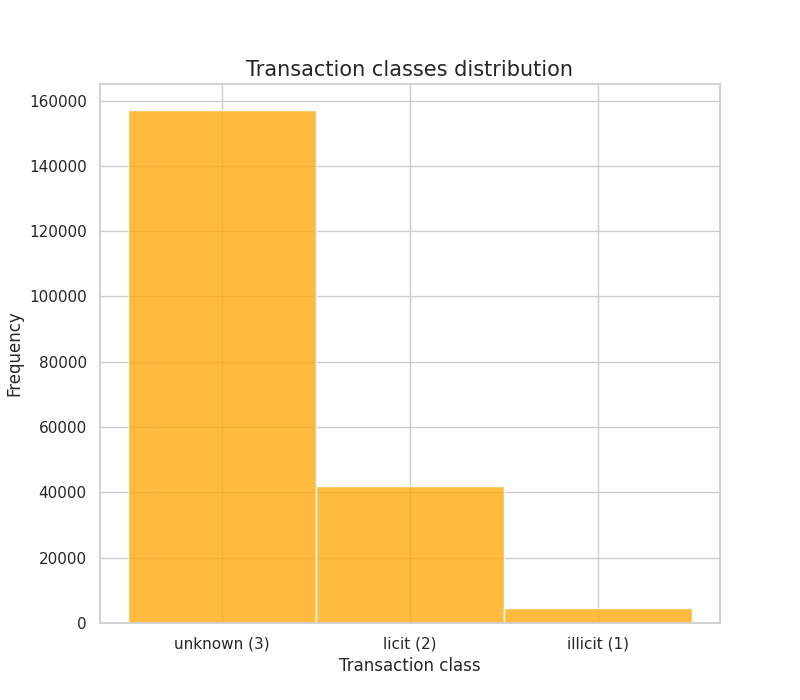 Transaction classes distribution
160000
140000
120000
100000
80000
60000
40000
20000
0
Frequency
unknown (3) licit (2) illicit (1)
Transaction class